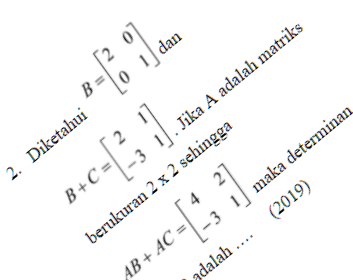 2. Diketahui B = [2 0; 0 1] dan
B + C = [2 1; -3 1]. Jika A adalah matriks
berukuran 2 x 2 sehingga
AB + AC = [4 2; -3 1] maka determinan
adalah .... (2019)